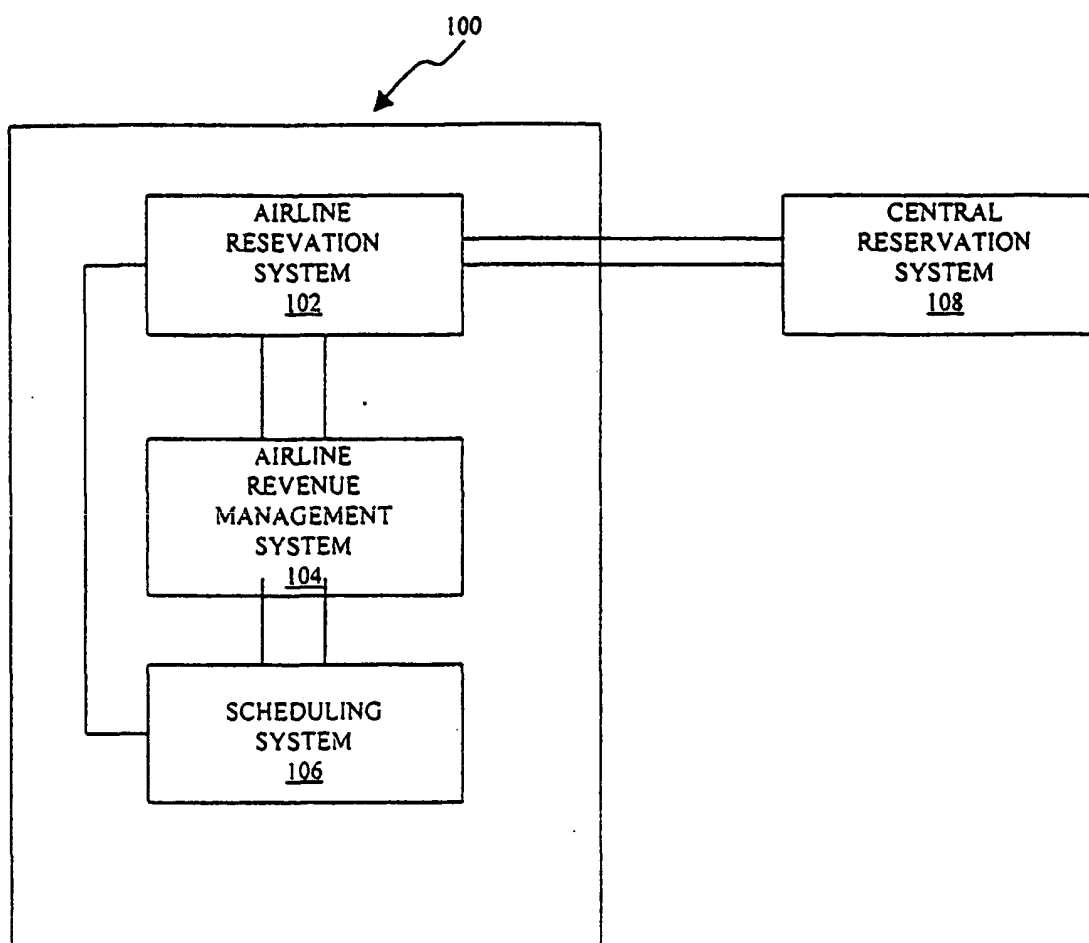 100
AIRLINE
RESEVATION
SYSTEM
102
CENTRAL
RESERVATION
SYSTEM
108
AIRLINE
REVENUE
MANAGEMENT
SYSTEM
104
SCHEDULING
SYSTEM
106